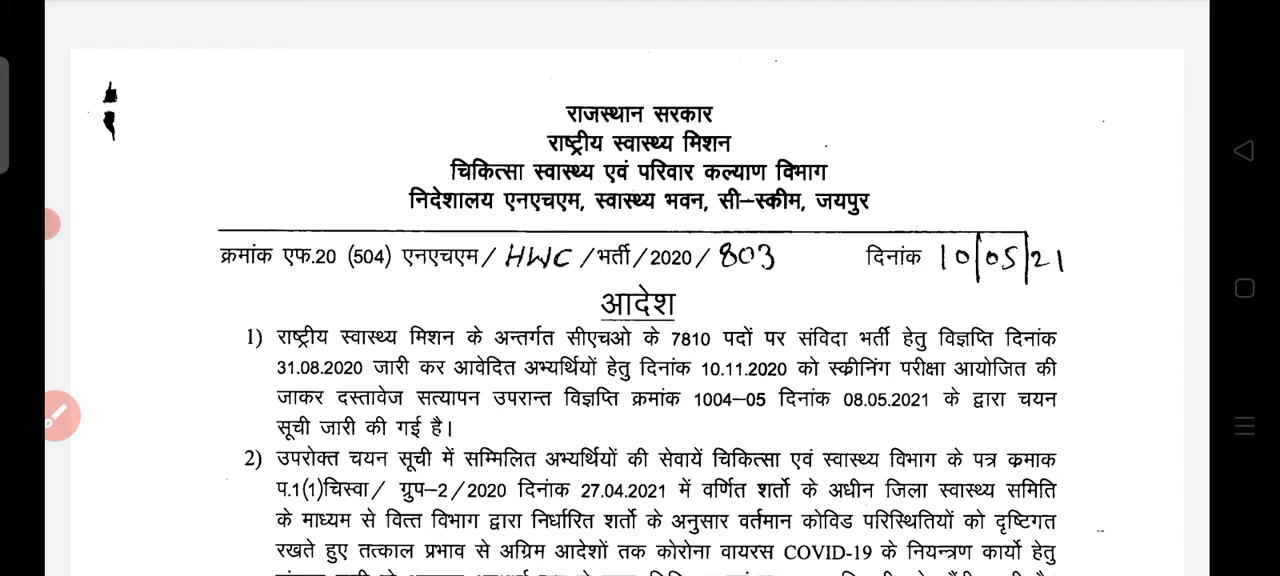 राजस्थान सरकार
राष्ट्रीय स्वास्थ्य मिशन
चिकित्सा स्वास्थ्य एवं परिवार कल्याण विभाग
निदेशालय एनएचएम, स्वास्थ्य भवन, सी–स्कीम, जयपुर
क्रमांक एफ.20 (504) एनएचएम / HWC / भर्ती / 2020 / 803 दिनांक 10/05/21
आदेश
1) राष्ट्रीय स्वास्थ्य मिशन के अन्तर्गत सीएचओ के 7810 पदों पर संविदा भर्ती हेतु विज्ञप्ति दिनांक
31.08.2020 जारी कर आवेदित अभ्यर्थियों हेतु दिनांक 10.11.2020 को स्क्रीनिंग परीक्षा आयोजित की
जाकर दस्तावेज सत्यापन उपरान्त विज्ञप्ति क्रमांक 1004–05 दिनांक 08.05.2021 के द्वारा चयन
सूची जारी की गई है।
2) उपरोक्त चयन सूची में सम्मिलित अभ्यर्थियों की सेवायें चिकित्सा एवं स्वास्थ्य विभाग के पत्र क्रमाक
प.1(1)चिस्वा / ग्रुप–2 / 2020 दिनांक 27.04.2021 में वर्णित शर्तो के अधीन जिला स्वास्थ्य समिति
के माध्यम से वित्त विभाग द्वारा निर्धारित शर्तो के अनुसार वर्तमान कोविड परिस्थितियों को दृष्टिगत
रखते हुए तत्काल प्रभाव से अग्रिम आदेशों तक कोरोना वायरस COVID-19 के नियन्त्रण कार्यो हेतु